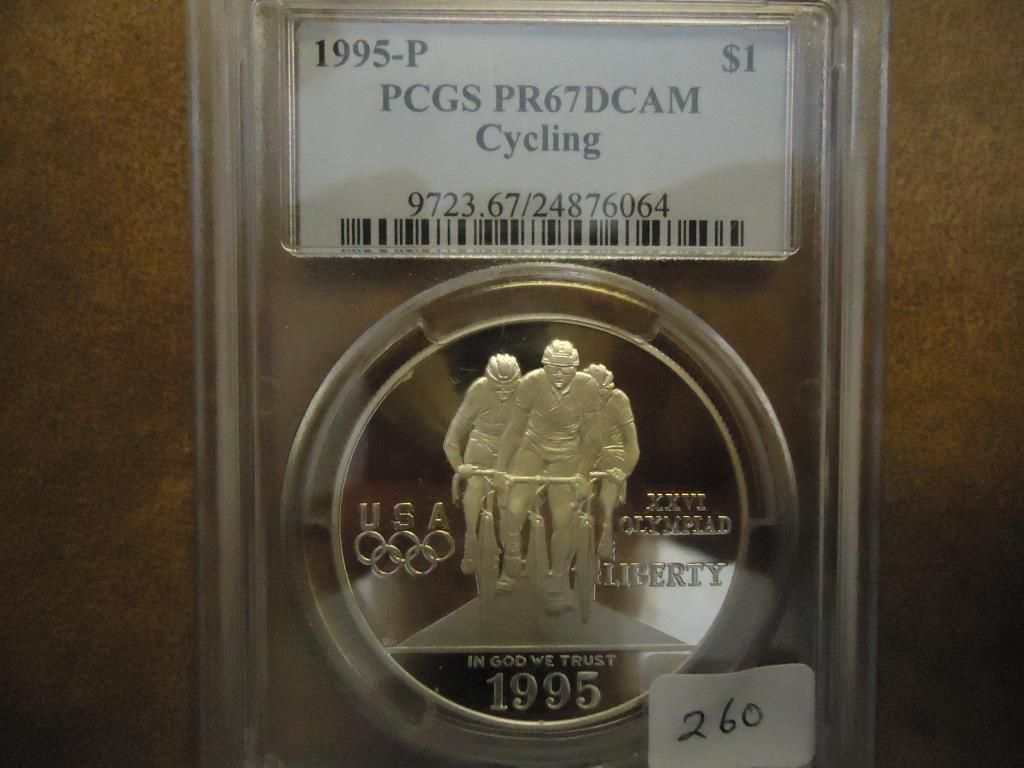 1995-P $1
PCGS PR67DCAM
Cycling
9723.67/24876064
USA
XXVI
OLYMPIAD
LIBERTY
IN GOD WE TRUST
1995
260